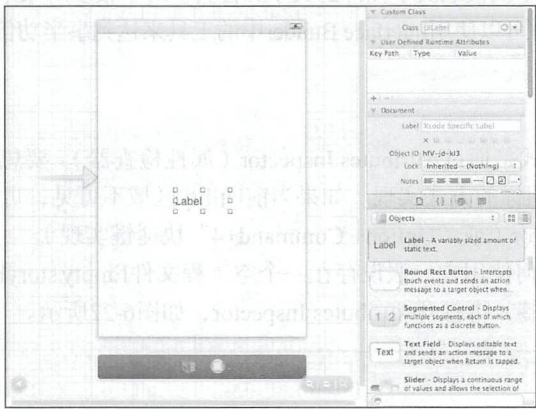 Label
Custom Class
Class UILabel
User Defined Runtime Attributes
Key Path Type Value
+ -
Document
Label Xcode Specific Label
Object ID hfV-jd-kJ3
Lock Inherited - (Nothing)
Notes
Objects
Label
Label - A variably sized amount of
static text.
Round Rect Button - Intercepts
touch events and sends an action
message to a target object when...
1 2
Segmented Control - Displays
multiple segments, each of which
functions as a discrete button.
Text
Text Field - Displays editable text
and sends an action message to a
target object when Return is tapped.
Slider - Displays a continuous range
of values and allows the selection of